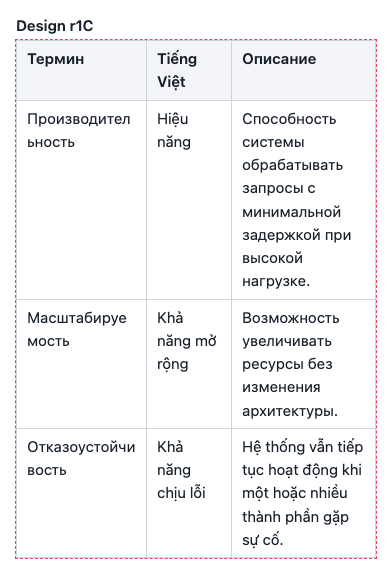 Design r1C
Термин
Tiếng
Việt
Описание
Производител
ьность
Hiệu
năng
Способность
системы
обрабатывать
запросы с
минимальной
задержкой при
высокой
нагрузке.
Масштабируе
мость
Khả
năng mở
rộng
Возможность
увеличивать
ресурсы без
изменения
архитектуры.
Отказоустойчи
вость
Khả
năng
chịu lỗi
Hệ thống vẫn tiếp
tục hoạt động khi
một hoặc nhiều
thành phần gặp
sự cố.